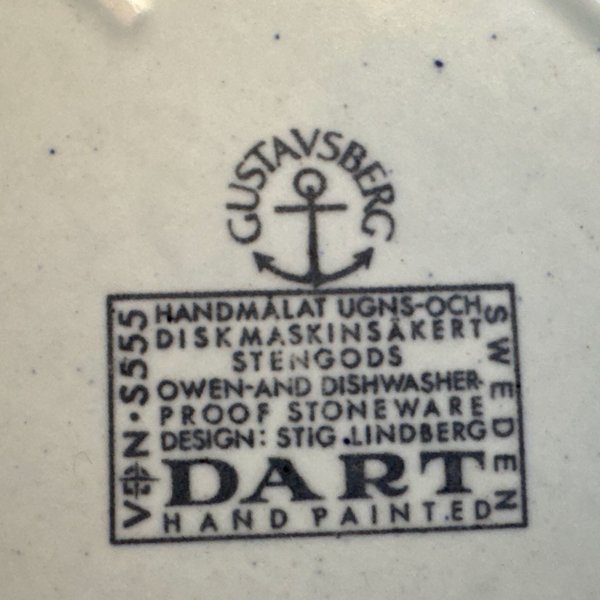 GUSTAVSBERG
HANDMÅLAT UGNS-OCH
DISKMASKINSÄKERT
STENGODS
OWEN-AND DISHWASHER-
PROOF STONEWARE
DESIGN: STIG.LINDBERG
DART
HAND PAINTED
VDN·S555
SWEDEN